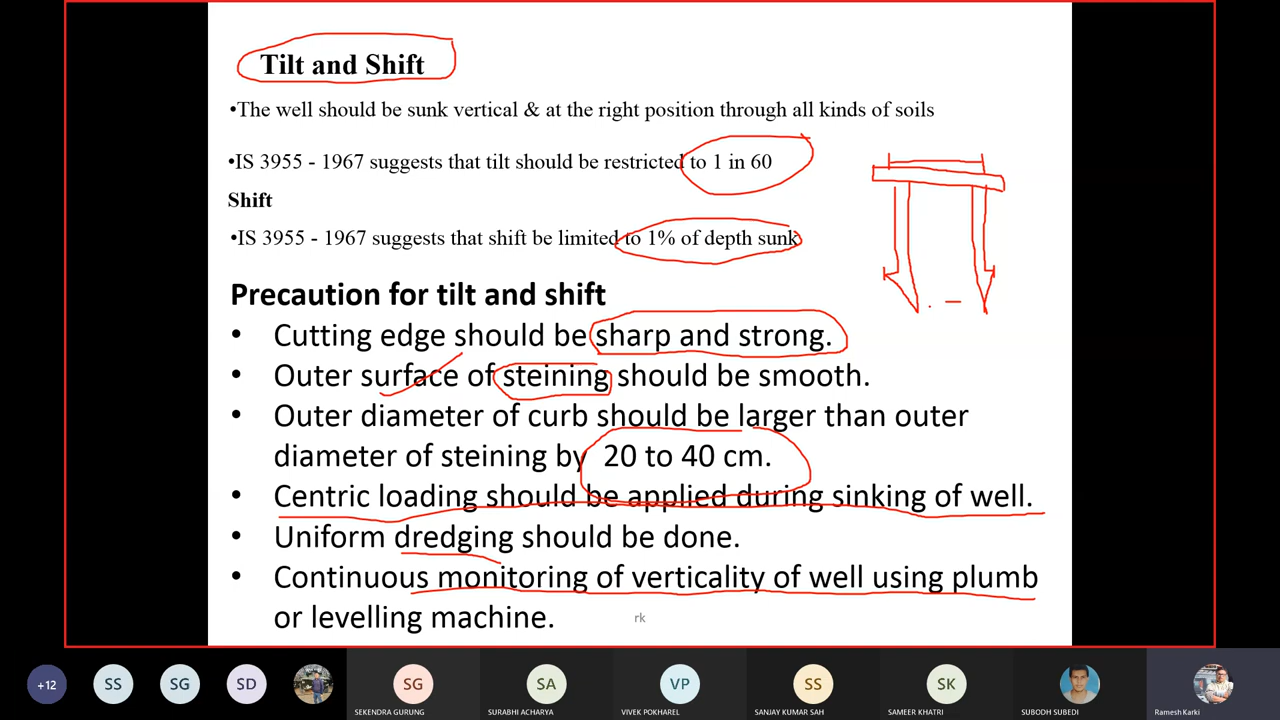 Tilt and Shift
•The well should be sunk vertical & at the right position through all kinds of soils
•IS 3955 - 1967 suggests that tilt should be restricted to 1 in 60
Shift
•IS 3955 - 1967 suggests that shift be limited to 1% of depth sunk
Precaution for tilt and shift
• Cutting edge should be sharp and strong.
• Outer surface of steining should be smooth.
• Outer diameter of curb should be larger than outer
diameter of steining by 20 to 40 cm.
• Centric loading should be applied during sinking of well.
• Uniform dredging should be done.
• Continuous monitoring of verticality of well using plumb
or levelling machine.
rk
+12 SS SG SD SG SA VP SS SK
SEKENDRA GURUNG SURABHI ACHARYA VIVEK POKHAREL SANJAY KUMAR SAH SAMEER KHATRI SUBODH SUBEDI Ramesh Karki